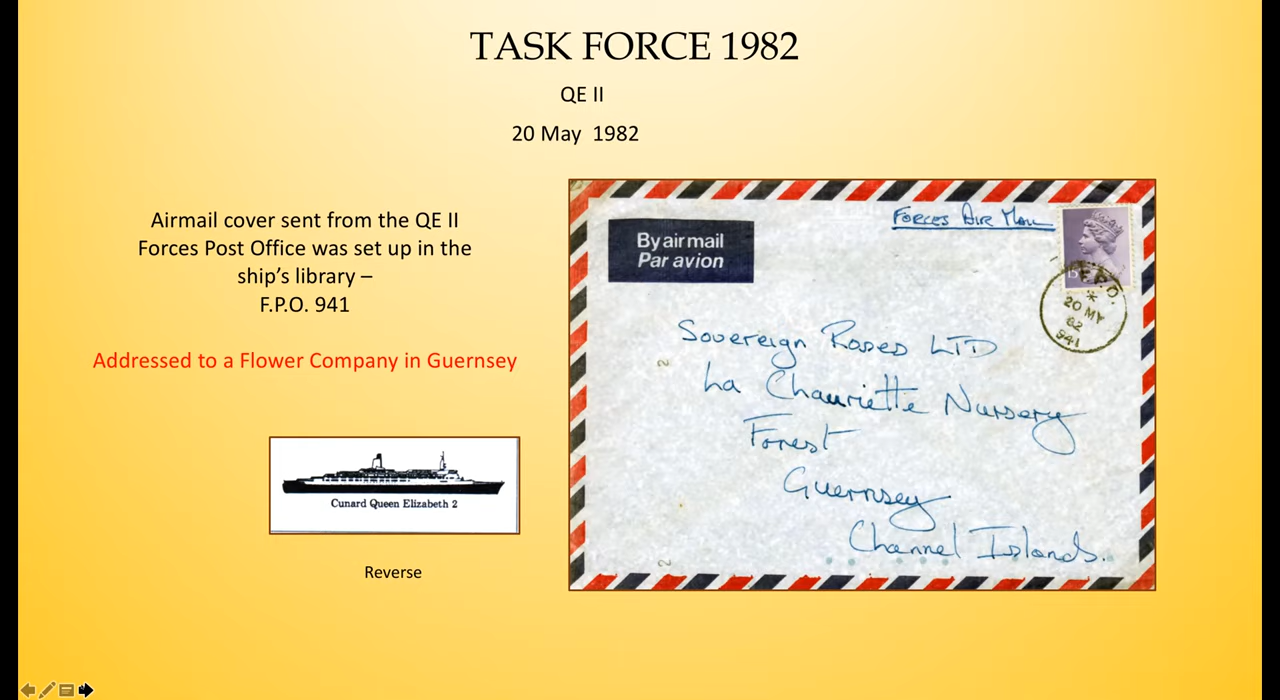 TASK FORCE 1982
QE II
20 May 1982
Airmail cover sent from the QE II
Forces Post Office was set up in the
ship’s library –
F.P.O. 941
Addressed to a Flower Company in Guernsey
Cunard Queen Elizabeth 2
Reverse
Forces Air Mail
By air mail
Par avion
F.P.O.
*
20 MY
82
941
Sovereign Roses LTD
La Chauriette Nursery
Forest
Guernsey
Channel Islands.